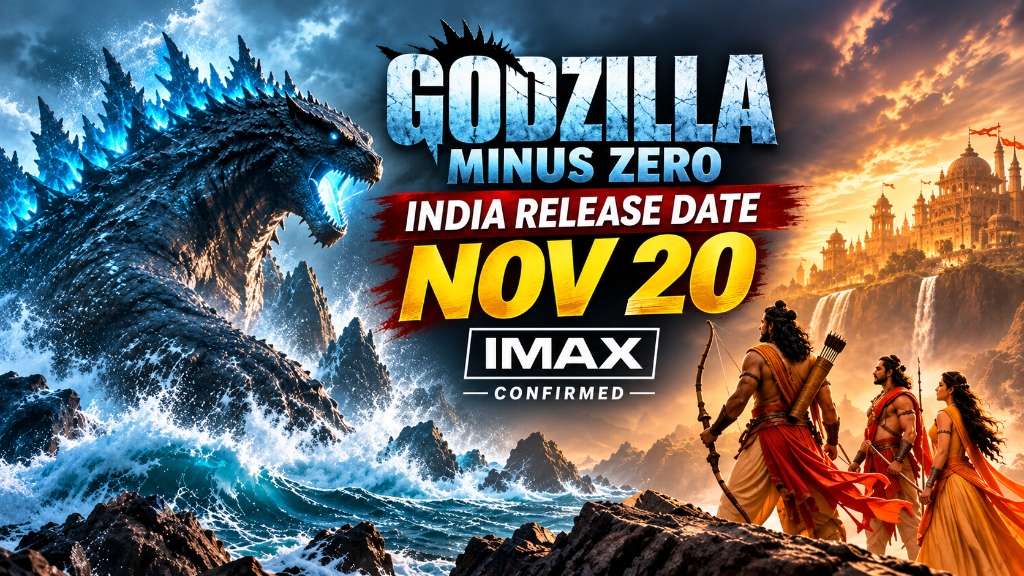 GODZILLA
MINUS ZERO
INDIA RELEASE DATE
NOV 20
IMAX
CONFIRMED